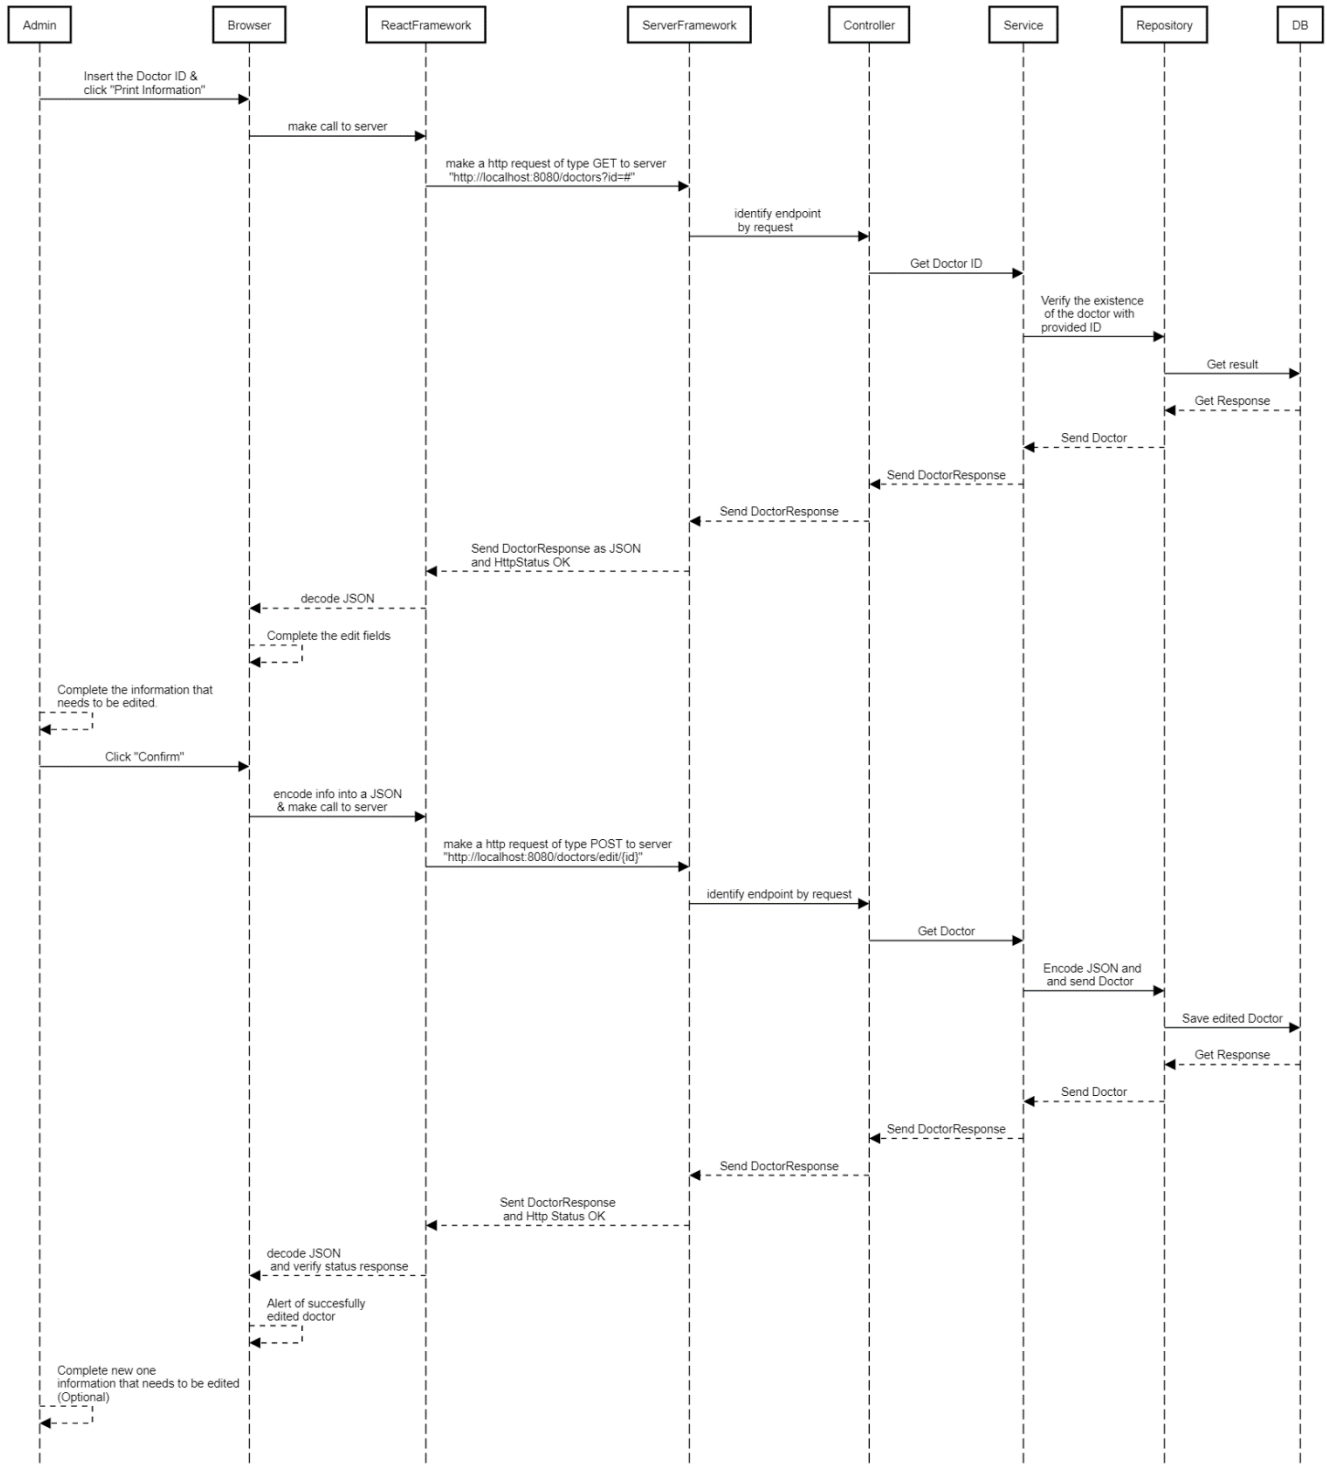 Admin
Browser
ReactFramework
ServerFramework
Controller
Service
Repository
DB
Insert the Doctor ID &
click "Print Information"
make call to server
make a http request of type GET to server
"http://localhost:8080/doctors?id=#"
identify endpoint
by request
Get Doctor ID
Verify the existence
of the doctor with
provided ID
Get result
Get Response
Send Doctor
Send DoctorResponse
Send DoctorResponse
Send DoctorResponse as JSON
and HttpStatus OK
decode JSON
Complete the edit fields
Complete the information that
needs to be edited.
Click "Confirm"
encode info into a JSON
& make call to server
make a http request of type POST to server
"http://localhost:8080/doctors/edit/{id}"
identify endpoint by request
Get Doctor
Encode JSON and
and send Doctor
Save edited Doctor
Get Response
Send Doctor
Send DoctorResponse
Send DoctorResponse
Sent DoctorResponse
and Http Status OK
decode JSON
and verify status response
Alert of succesfully
edited doctor
Complete new one
information that needs to be edited
(Optional)